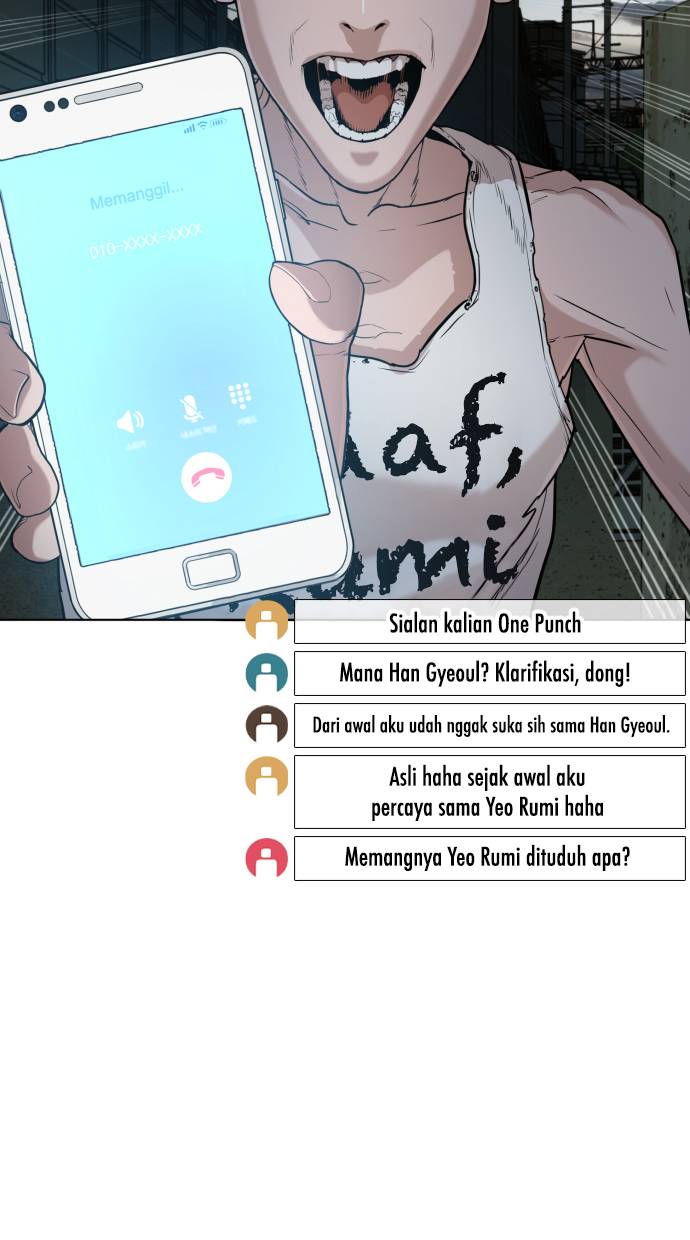 Memanggil...
010-XXXX-XXXX
aaf,
Rumi
Sialan kalian One Punch
Mana Han Gyeoul? Klarifikasi, dong!
Dari awal aku udah nggak suka sih sama Han Gyeoul.
Asli haha sejak awal aku
percaya sama Yeo Rumi haha
Memangnya Yeo Rumi dituduh apa?